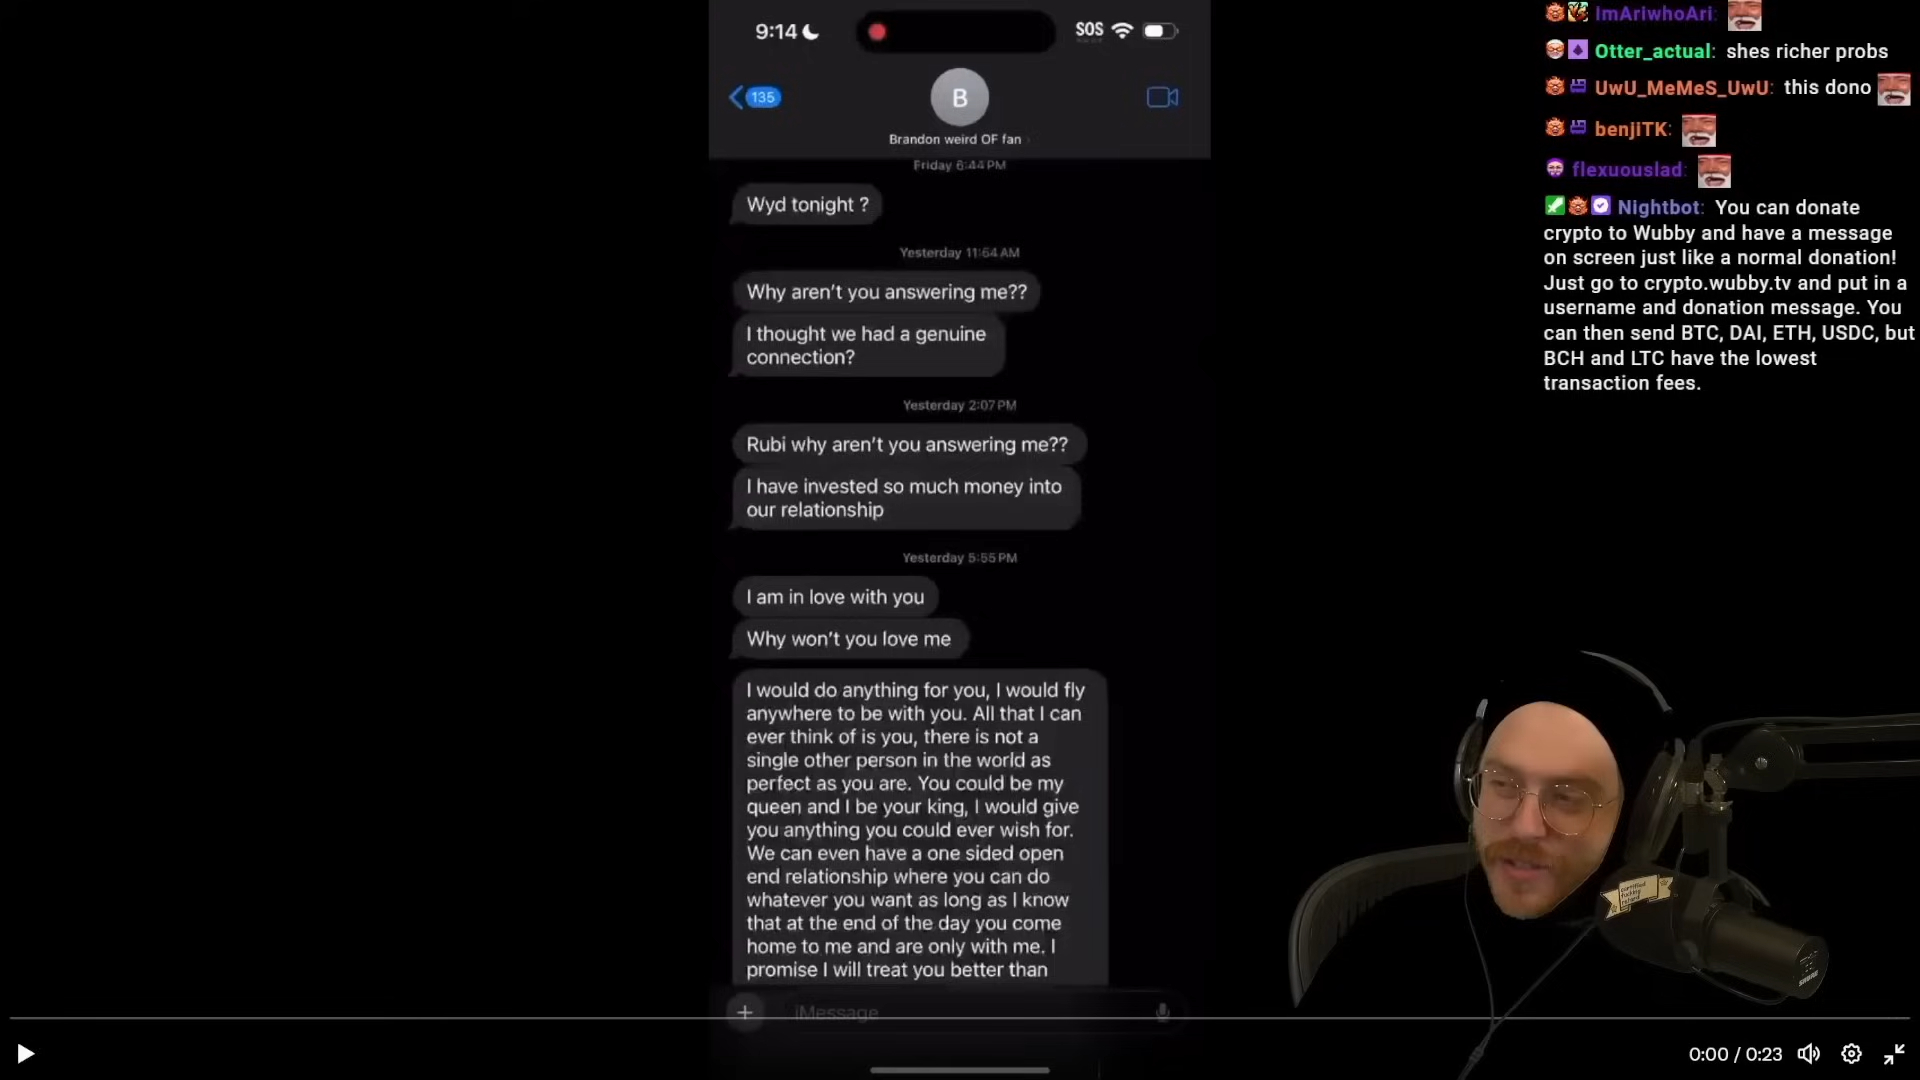 9:14
SOS
135
B
Brandon weird OF fan
Friday 6:44 PM
Wyd tonight ?
Yesterday 11:54 AM
Why aren't you answering me??
I thought we had a genuine
connection?
Yesterday 2:07 PM
Rubi why aren't you answering me??
I have invested so much money into
our relationship
Yesterday 5:55 PM
I am in love with you
Why won't you love me
I would do anything for you, I would fly
anywhere to be with you. All that I can
ever think of is you, there is not a
single other person in the world as
perfect as you are. You could be my
queen and I be your king, I would give
you anything you could ever wish for.
We can even have a one sided open
end relationship where you can do
whatever you want as long as I know
that at the end of the day you come
home to me and are only with me. I
promise I will treat you better than
iMessage
ImAriwhoAri:
Otter_actual: shes richer probs
UwU_MeMeS_UwU: this dono
benjiTK:
flexuouslad:
Nightbot: You can donate
crypto to Wubby and have a message
on screen just like a normal donation!
Just go to crypto.wubby.tv and put in a
username and donation message. You
can then send BTC, DAI, ETH, USDC, but
BCH and LTC have the lowest
transaction fees.
SHURE
0:00 / 0:23